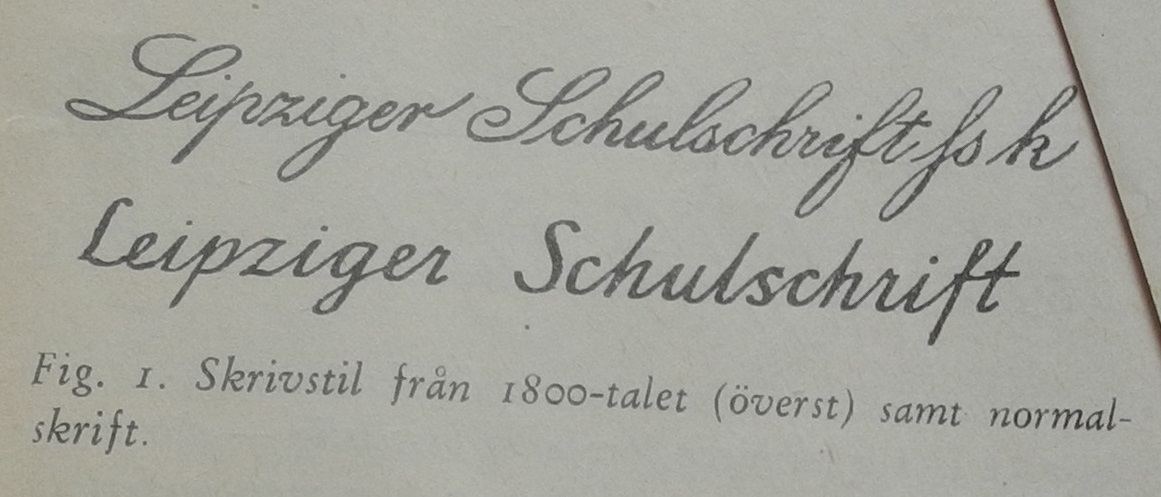 Leipziger Schulschrift ſs k
Leipziger Schulschrift
Fig. 1. Skrivstil från 1800-talet (överst) samt normal-
skrift.